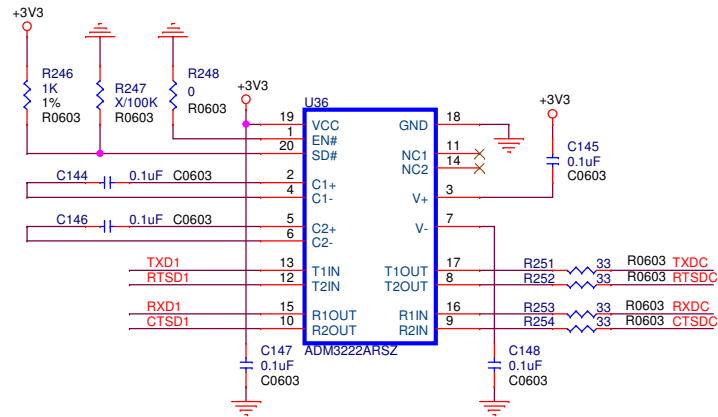 +3V3
R246
1K
1%
R0603
R247
X/100K
R0603
R248
0
R0603
+3V3
U36
+3V3
19 VCC GND 18
1 EN#
20 SD#
NC1 11
NC2 14
C145
0.1uF
C0603
C144 0.1uF C0603
2 C1+
4 C1-
V+ 3
C146 0.1uF C0603
5 C2+
6 C2-
V- 7
TXD1 13 T1IN T1OUT 17 R251 33 R0603 TXDC
RTSD1 12 T2IN T2OUT 8 R252 33 R0603 RTSDC
RXD1 15 R1OUT R1IN 16 R253 33 R0603 RXDC
CTSD1 10 R2OUT R2IN 9 R254 33 R0603 CTSDC
ADM3222ARSZ
C147
0.1uF
C0603
C148
0.1uF
C0603